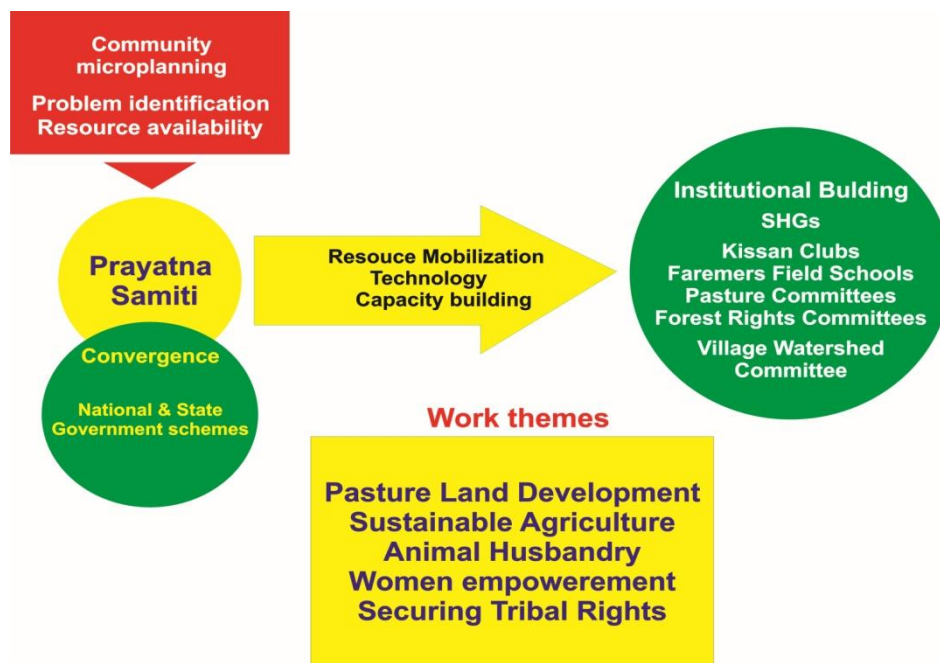 Community
microplanning
Problem identification
Resource availability
Prayatna
Samiti
Convergence
National & State
Government schemes
Resouce Mobilization
Technology
Capacity building
Institutional Bulding
SHGs
Kissan Clubs
Faremers Field Schools
Pasture Committees
Forest Rights Committees
Village Watershed
Committee
Work themes
Pasture Land Development
Sustainable Agriculture
Animal Husbandry
Women empowerement
Securing Tribal Rights